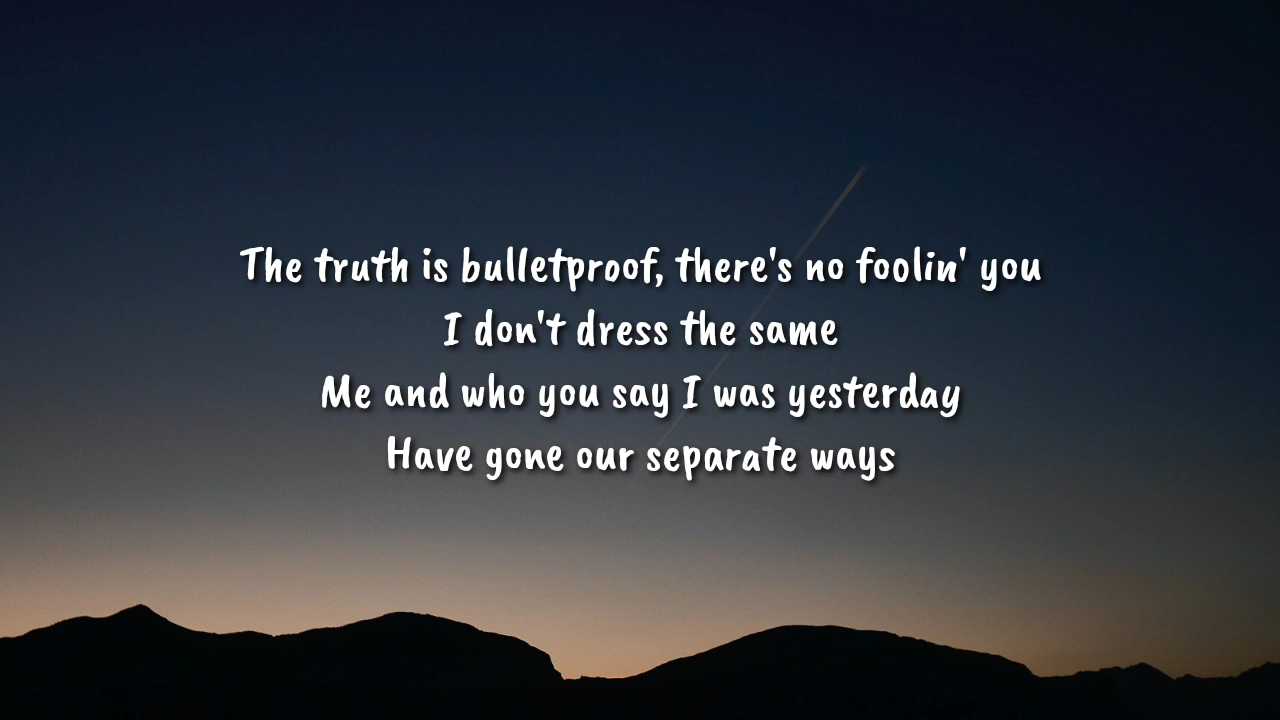 The truth is bulletproof, there's no foolin' you
I don't dress the same
Me and who you say I was yesterday
Have gone our separate ways